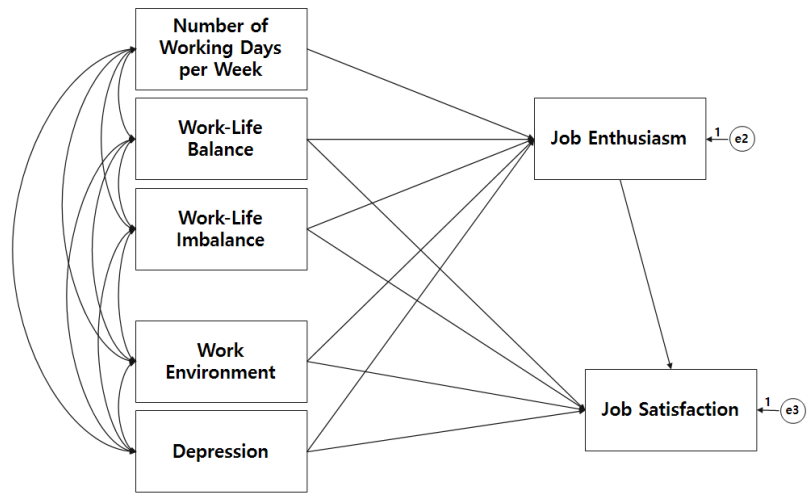 Number of
Working Days
per Week
Work-Life
Balance
Work-Life
Imbalance
Work
Environment
Depression
Job Enthusiasm
1
e2
Job Satisfaction
1
e3